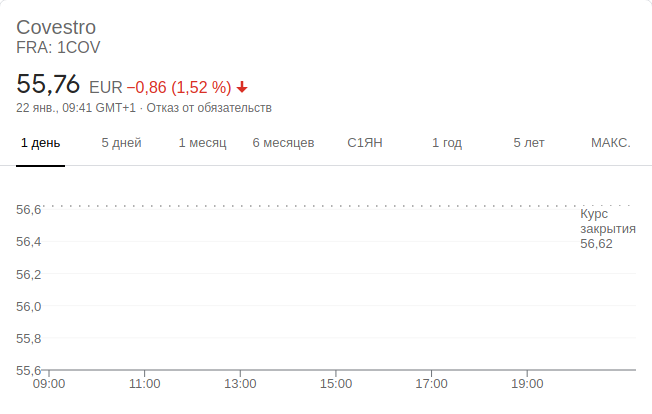 Covestro
FRA: 1COV
55,76 EUR −0,86 (1,52 %)
22 янв., 09:41 GMT+1 · Отказ от обязательств
1 день 5 дней 1 месяц 6 месяцев С1ЯН 1 год 5 лет МАКС.
56,6
Курс
закрытия
56,62
56,4
56,2
56,0
55,8
55,6
09:00 11:00 13:00 15:00 17:00 19:00